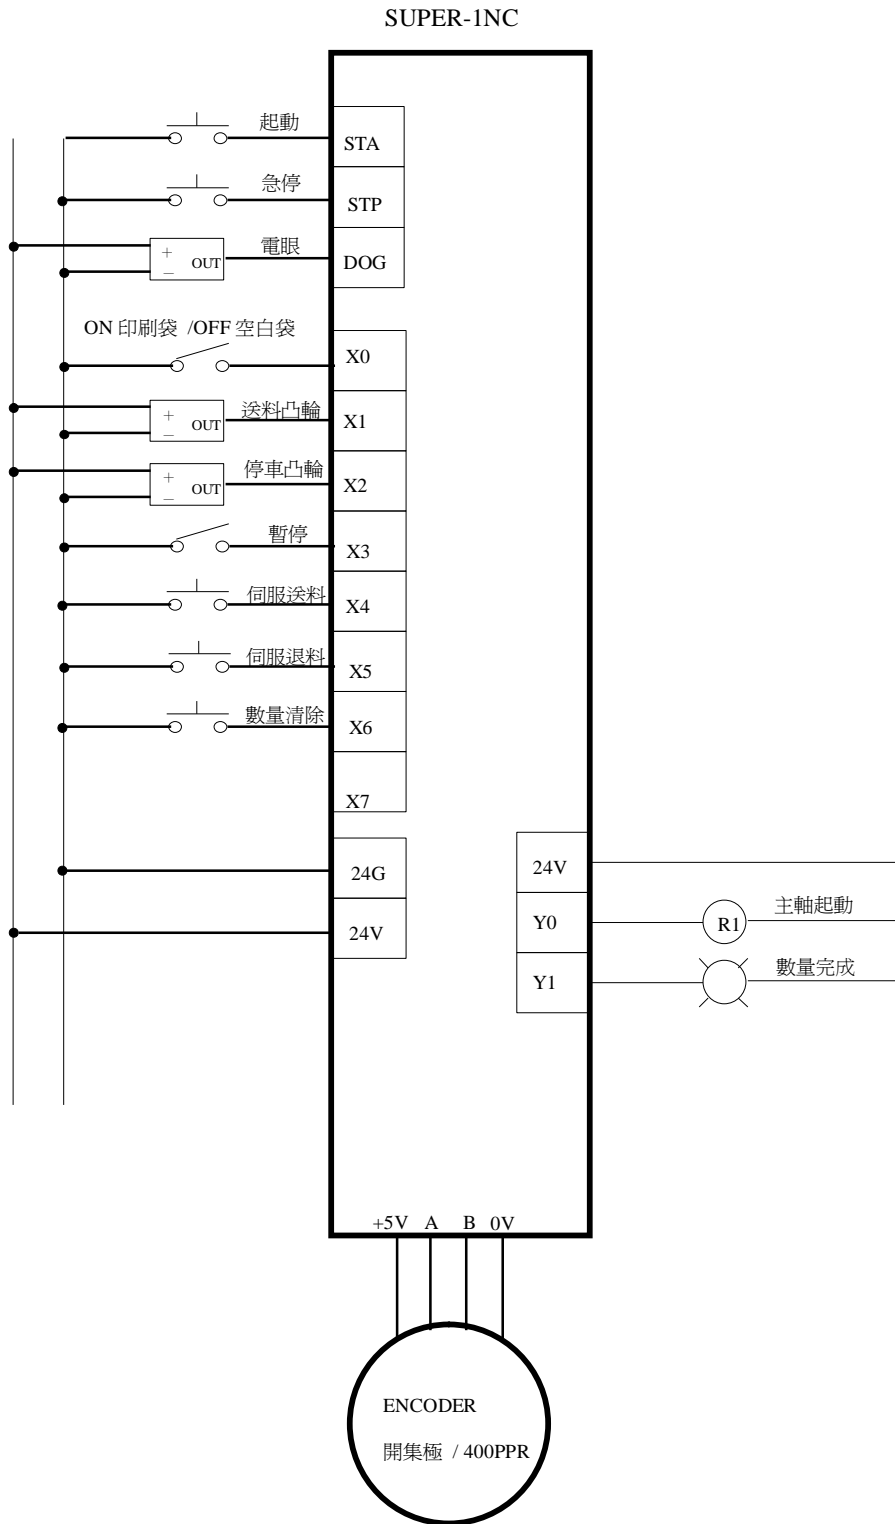 SUPER-1NC
起動
STA
急停
STP
電眼
+
− OUT
DOG
ON 印刷袋 /OFF 空白袋
X0
送料凸輪
+
− OUT
X1
停車凸輪
+
− OUT
X2
暫停
X3
伺服送料
X4
伺服退料
X5
數量清除
X6
X7
24G
24V
24V
Y0
R1
主軸起動
Y1
數量完成
+5V A B 0V
ENCODER
開集極 / 400PPR